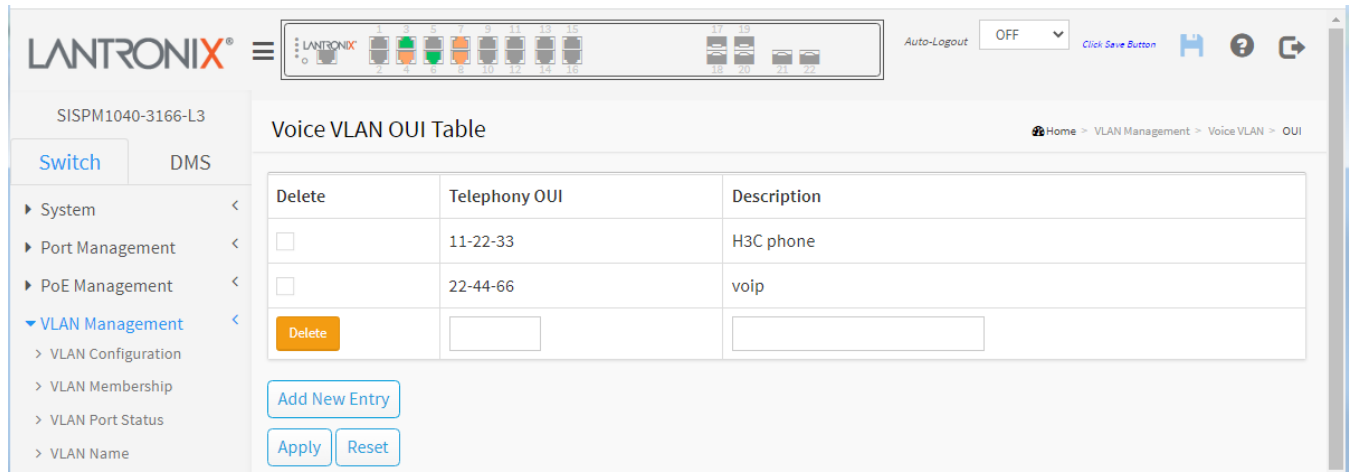 LANTRONIX®
LANTRONIX
1 3 5 7 9 11 13 15
2 4 6 8 10 12 14 16
17 19
18 20 21 22
Auto-Logout
OFF
Click Save Button
SISPM1040-3166-L3
Switch
DMS
System
Port Management
PoE Management
VLAN Management
VLAN Configuration
VLAN Membership
VLAN Port Status
VLAN Name
Voice VLAN OUI Table
Home > VLAN Management > Voice VLAN > OUI
Delete Telephony OUI Description
11-22-33 H3C phone
22-44-66 voip
Delete
Add New Entry
Apply Reset